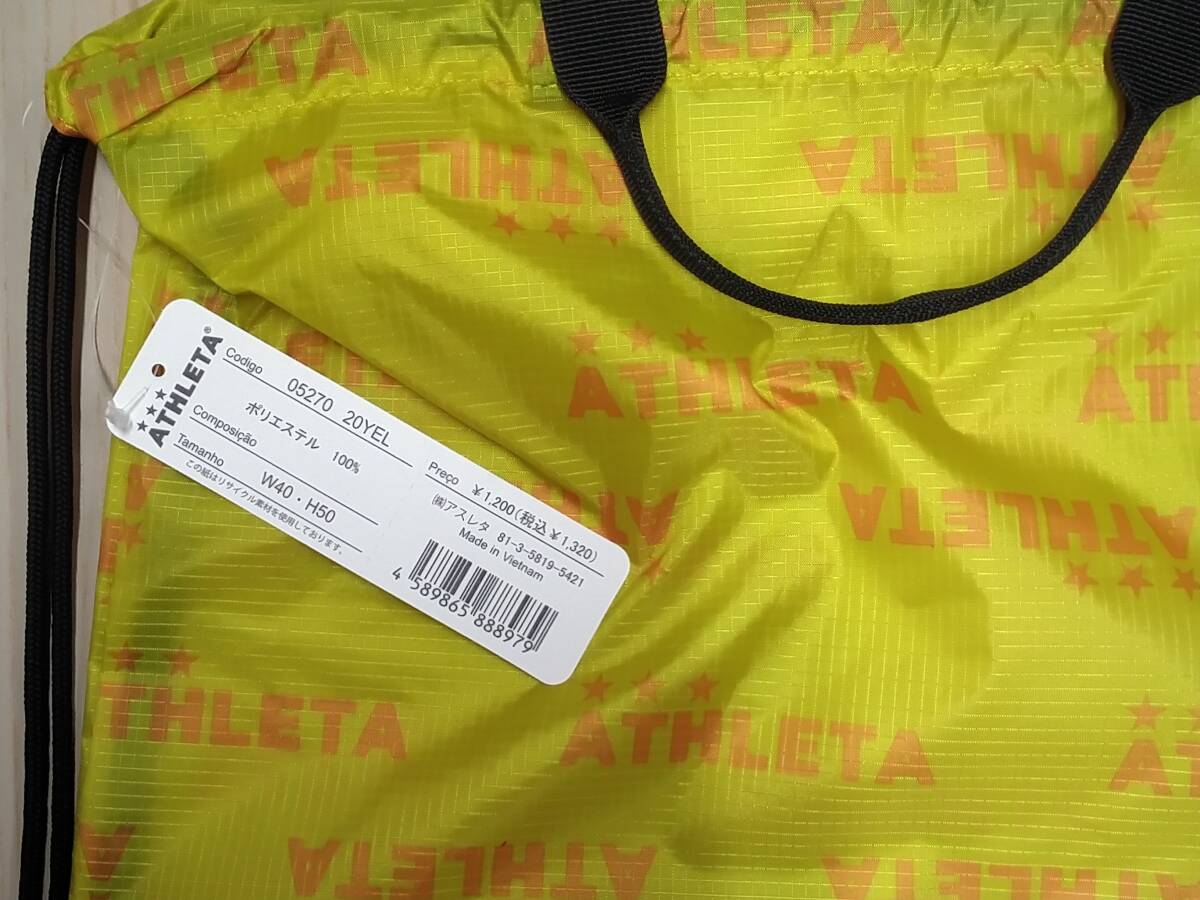 ATHLETA
ATHLETA
ATHLETA
ATHLETA
ATHLETA
ATHLETA
ATHLETA
ATHLETA
ATHLETA
ATHLETA
ATHLETA®
Codigo 05270 20YEL
Composição ポリエステル 100%
Tamanho W40・H50
この紙はリサイクル素材を使用しております。
Preço ¥1,200(税込¥1,320)
㈱アスレタ 81-3-5819-5421
Made in Vietnam
4 589865 888979